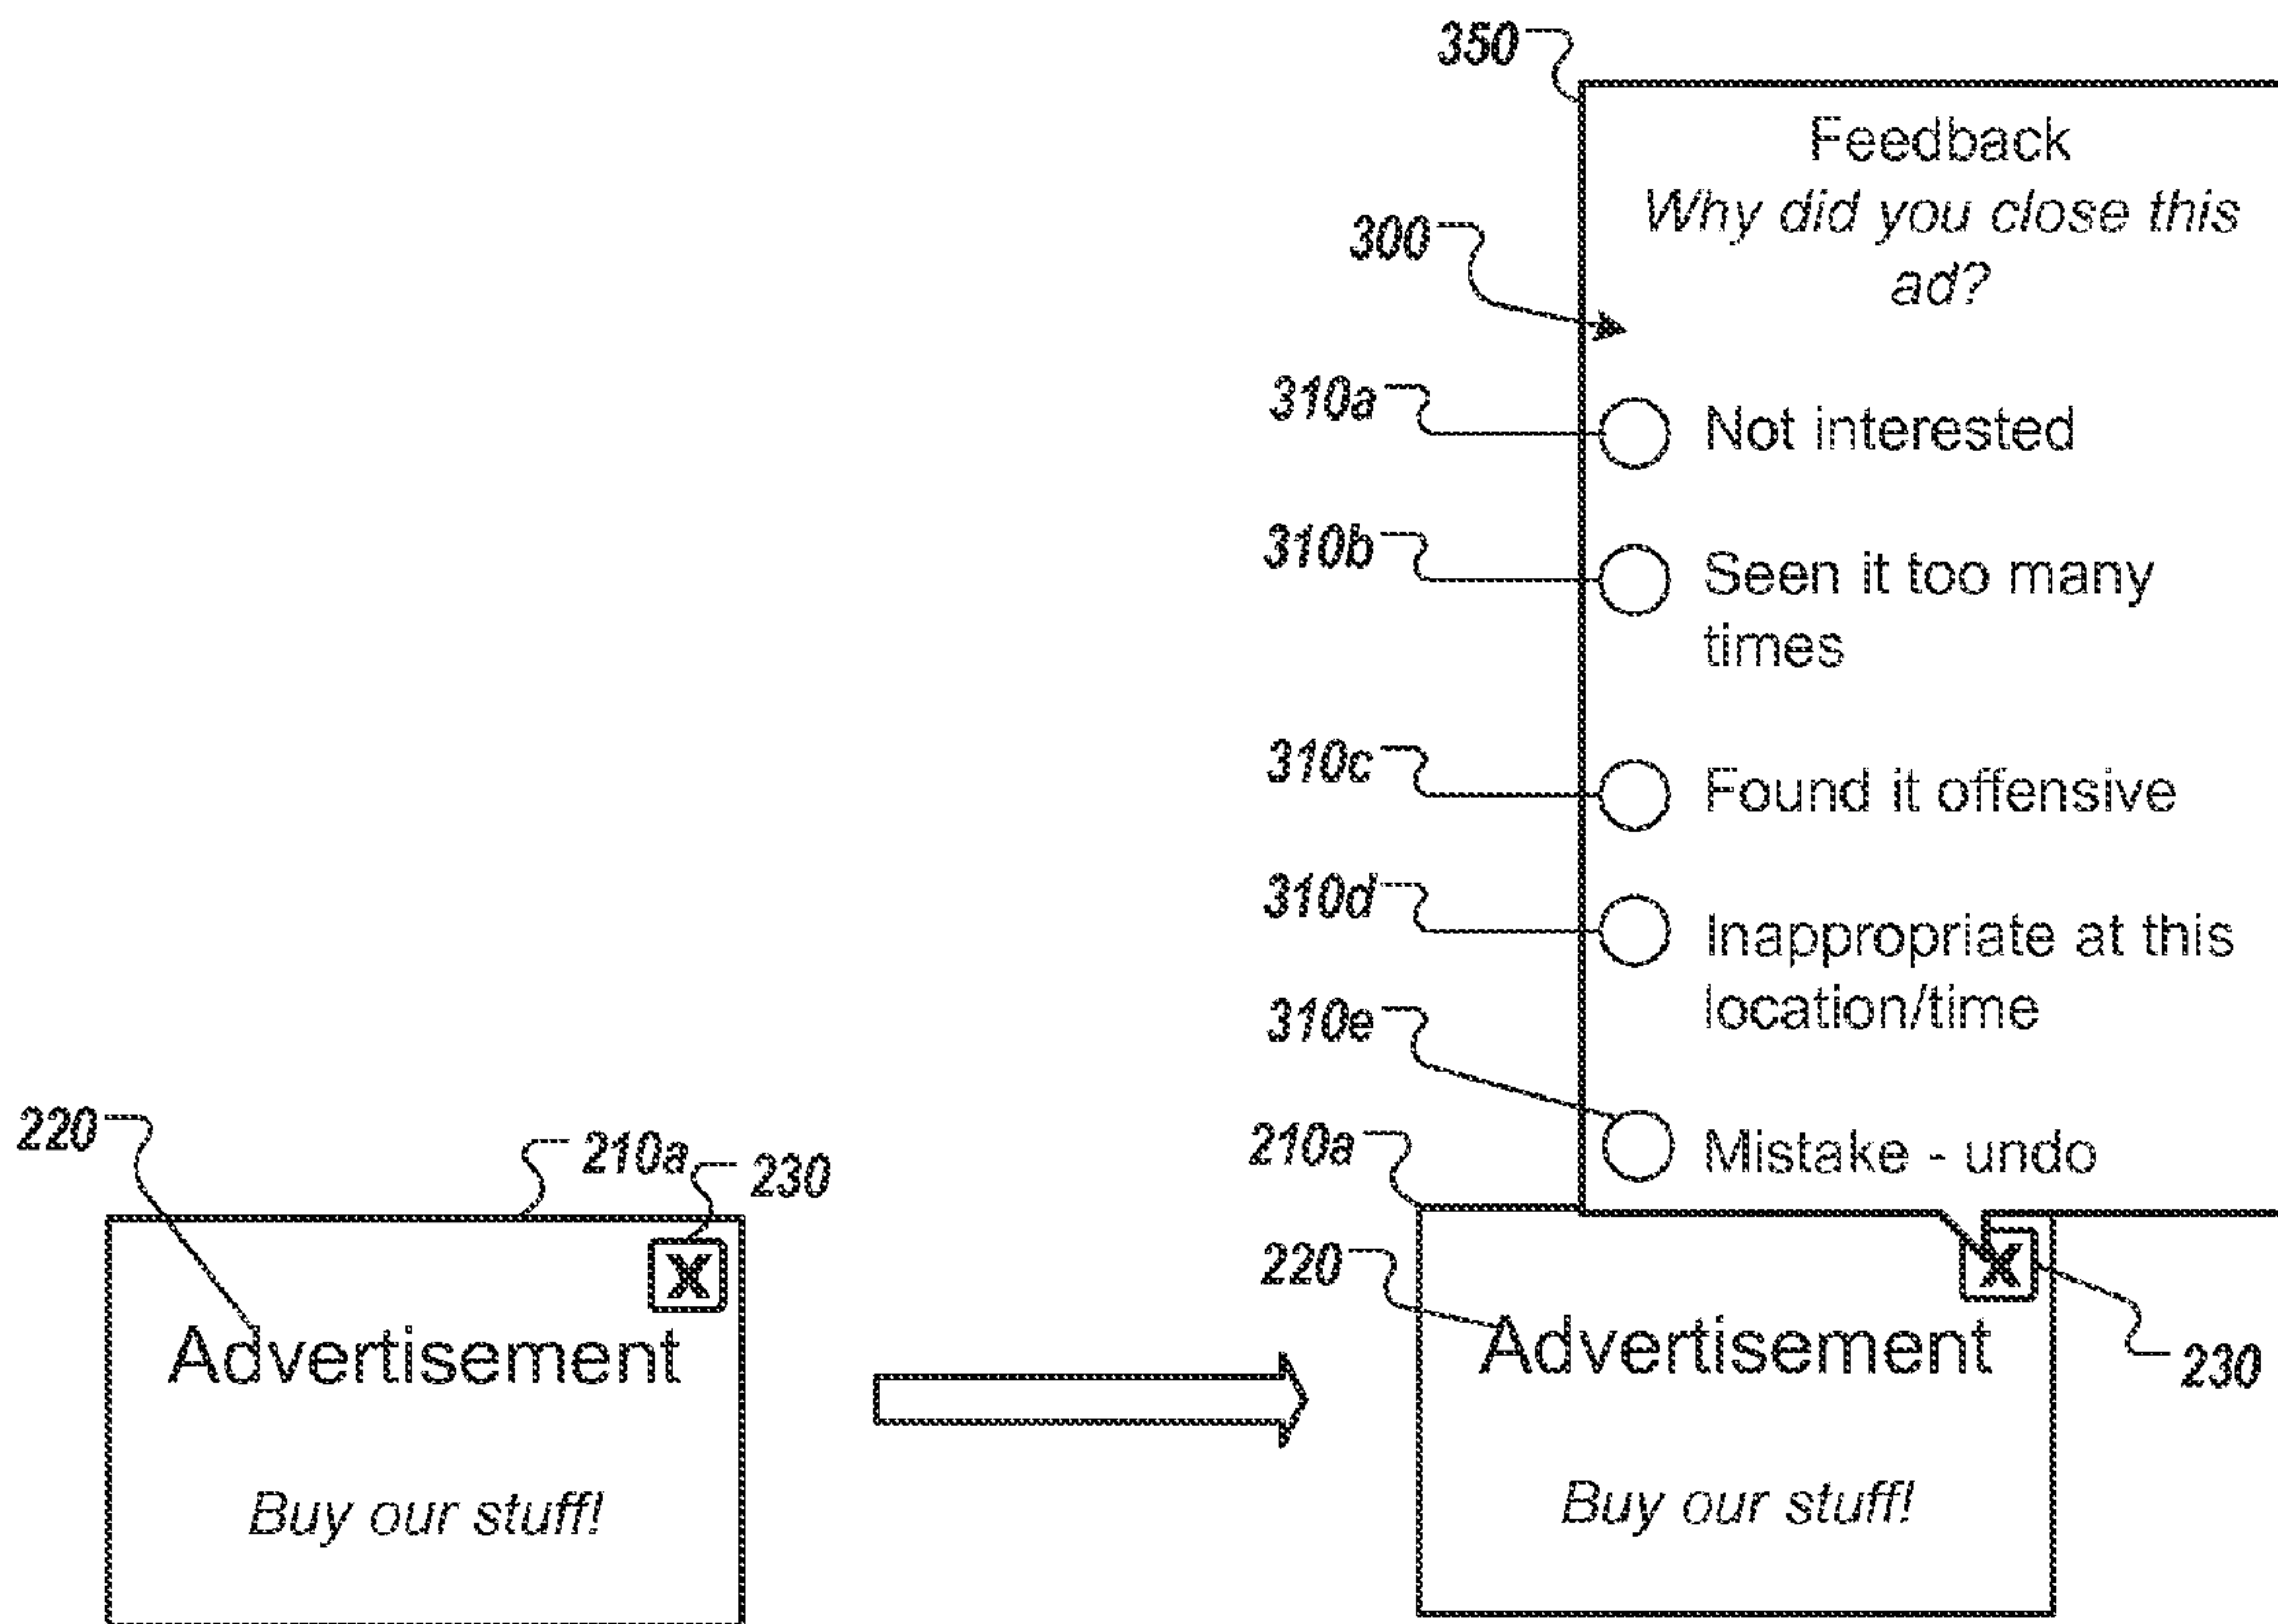 220
210a
230
X
Advertisement
Buy our stuff!
350
Feedback
Why did you close this
ad?
300
310a
Not interested
310b
Seen it too many
times
310c
Found it offensive
310d
Inappropriate at this
location/time
310e
Mistake - undo
210a
X
220
Advertisement
230
Buy our stuff!